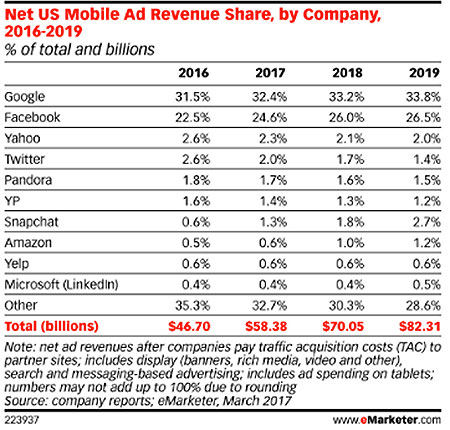 Net US Mobile Ad Revenue Share, by Company,
2016-2019
% of total and billions
2016 2017 2018 2019
Google 31.5% 32.4% 33.2% 33.8%
Facebook 22.5% 24.6% 26.0% 26.5%
Yahoo 2.6% 2.3% 2.1% 2.0%
Twitter 2.6% 2.0% 1.7% 1.4%
Pandora 1.8% 1.7% 1.6% 1.5%
YP 1.6% 1.4% 1.3% 1.2%
Snapchat 0.6% 1.3% 1.8% 2.7%
Amazon 0.5% 0.6% 1.0% 1.2%
Yelp 0.6% 0.6% 0.6% 0.6%
Microsoft (LinkedIn) 0.4% 0.4% 0.4% 0.5%
Other 35.3% 32.7% 30.3% 28.6%
Total (billions) $46.70 $58.38 $70.05 $82.31
Note: net ad revenues after companies pay traffic acquisition costs (TAC) to
partner sites; includes display (banners, rich media, video and other),
search and messaging-based advertising; includes ad spending on tablets;
numbers may not add up to 100% due to rounding
Source: company reports; eMarketer, March 2017
223937 www.eMarketer.com